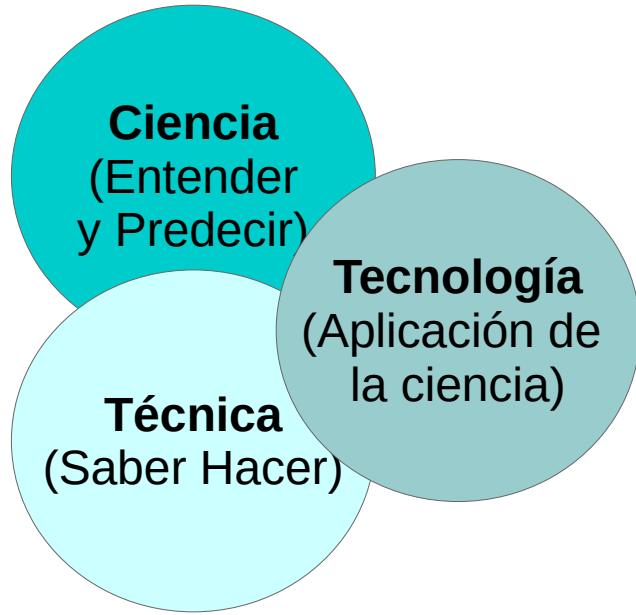 Ciencia
(Entender
y Predecir)
Tecnología
(Aplicación de
la ciencia)
Técnica
(Saber Hacer)